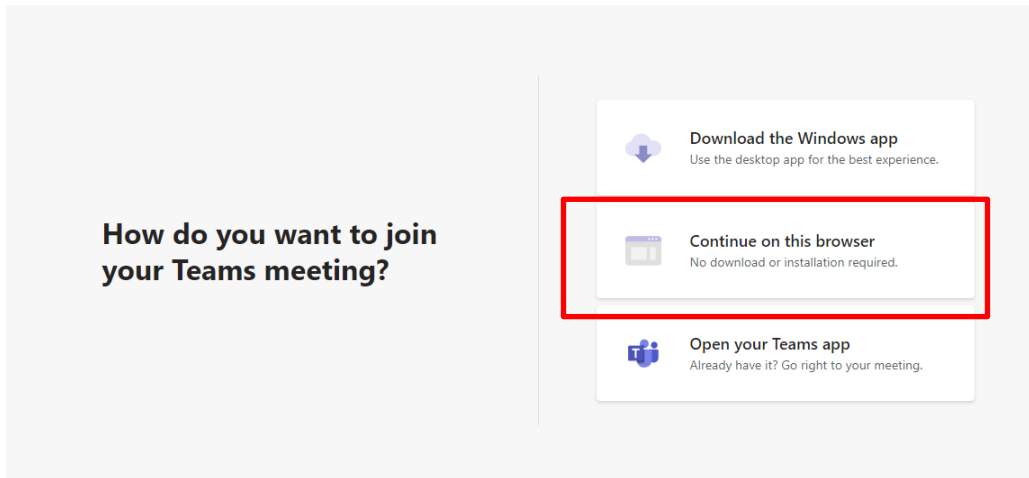 How do you want to join
your Teams meeting?
Download the Windows app
Use the desktop app for the best experience.
Continue on this browser
No download or installation required.
Open your Teams app
Already have it? Go right to your meeting.